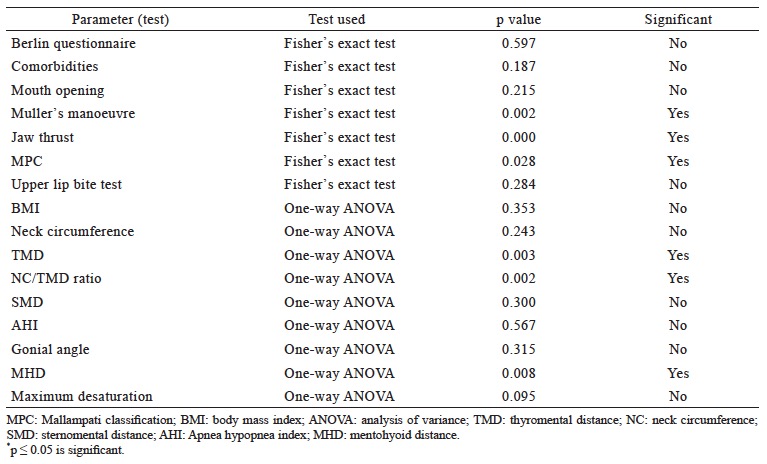 Parameter (test) Test used p value Significant
Berlin questionnaire Fisher's exact test 0.597 No
Comorbidities Fisher's exact test 0.187 No
Mouth opening Fisher's exact test 0.215 No
Muller's manoeuvre Fisher's exact test 0.002 Yes
Jaw thrust Fisher's exact test 0.000 Yes
MPC Fisher's exact test 0.028 Yes
Upper lip bite test Fisher's exact test 0.284 No
BMI One-way ANOVA 0.353 No
Neck circumference One-way ANOVA 0.243 No
TMD One-way ANOVA 0.003 Yes
NC/TMD ratio One-way ANOVA 0.002 Yes
SMD One-way ANOVA 0.300 No
AHI One-way ANOVA 0.567 No
Gonial angle One-way ANOVA 0.315 No
MHD One-way ANOVA 0.008 Yes
Maximum desaturation One-way ANOVA 0.095 No
MPC: Mallampati classification; BMI: body mass index; ANOVA: analysis of variance; TMD: thyromental distance; NC: neck circumference;
SMD: sternomental distance; AHI: Apnea hypopnea index; MHD: mentohyoid distance.
*p ≤ 0.05 is significant.